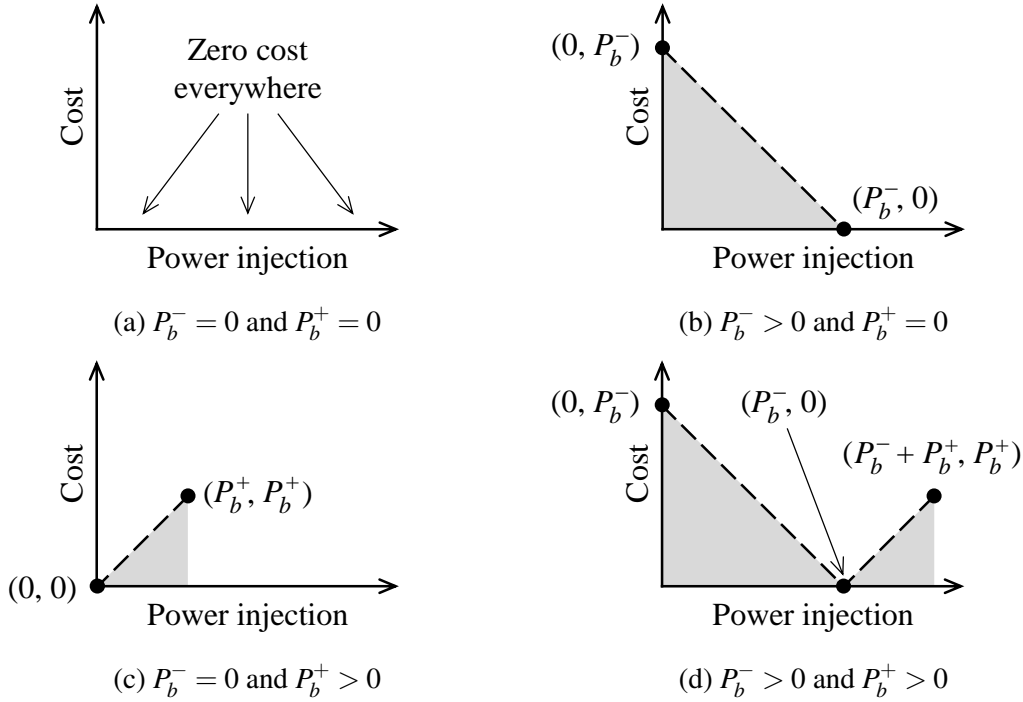 Cost
Zero cost
everywhere
Power injection
(a) P_b^- = 0 and P_b^+ = 0
(0, P_b^-)
Cost
(P_b^-, 0)
Power injection
(b) P_b^- > 0 and P_b^+ = 0
Cost
(P_b^+, P_b^+)
(0, 0)
Power injection
(c) P_b^- = 0 and P_b^+ > 0
(0, P_b^-)
(P_b^-, 0)
(P_b^- + P_b^+, P_b^+)
Cost
Power injection
(d) P_b^- > 0 and P_b^+ > 0